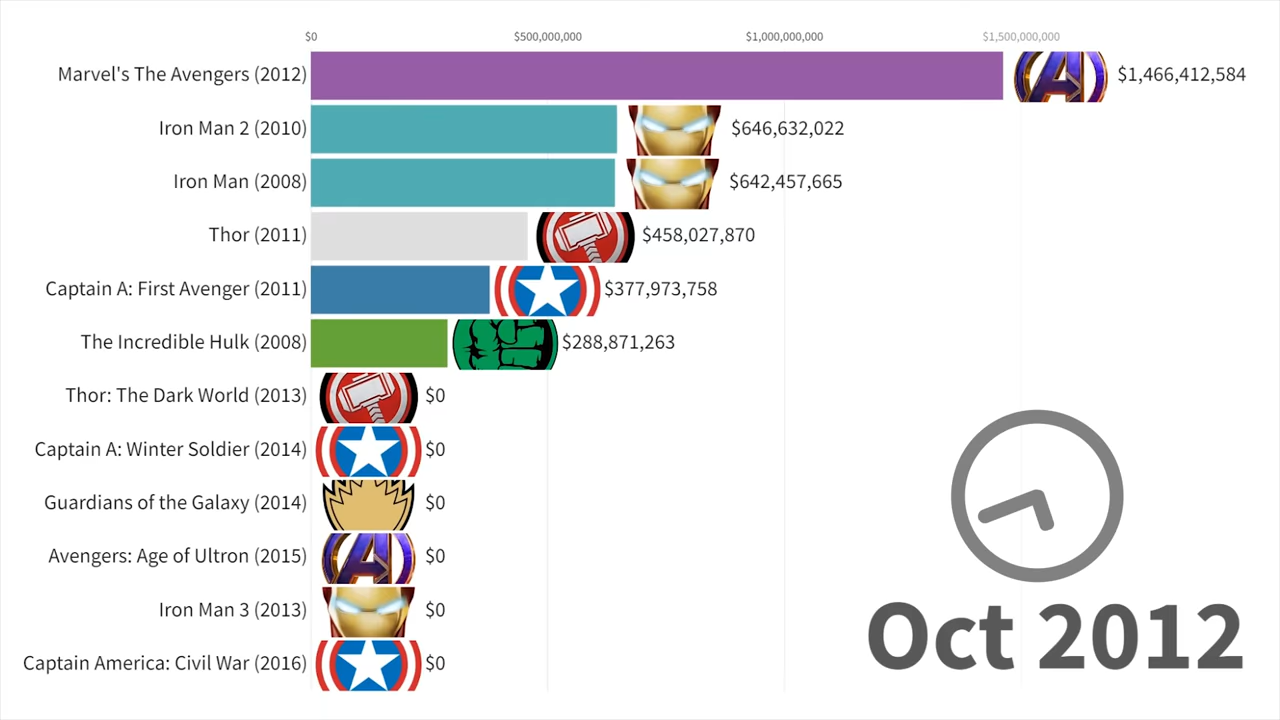 $0 $500,000,000 $1,000,000,000 $1,500,000,000
Marvel's The Avengers (2012) $1,466,412,584
Iron Man 2 (2010) $646,632,022
Iron Man (2008) $642,457,665
Thor (2011) $458,027,870
Captain A: First Avenger (2011) $377,973,758
The Incredible Hulk (2008) $288,871,263
Thor: The Dark World (2013) $0
Captain A: Winter Soldier (2014) $0
Guardians of the Galaxy (2014) $0
Avengers: Age of Ultron (2015) $0
Iron Man 3 (2013) $0
Captain America: Civil War (2016) $0
Oct 2012